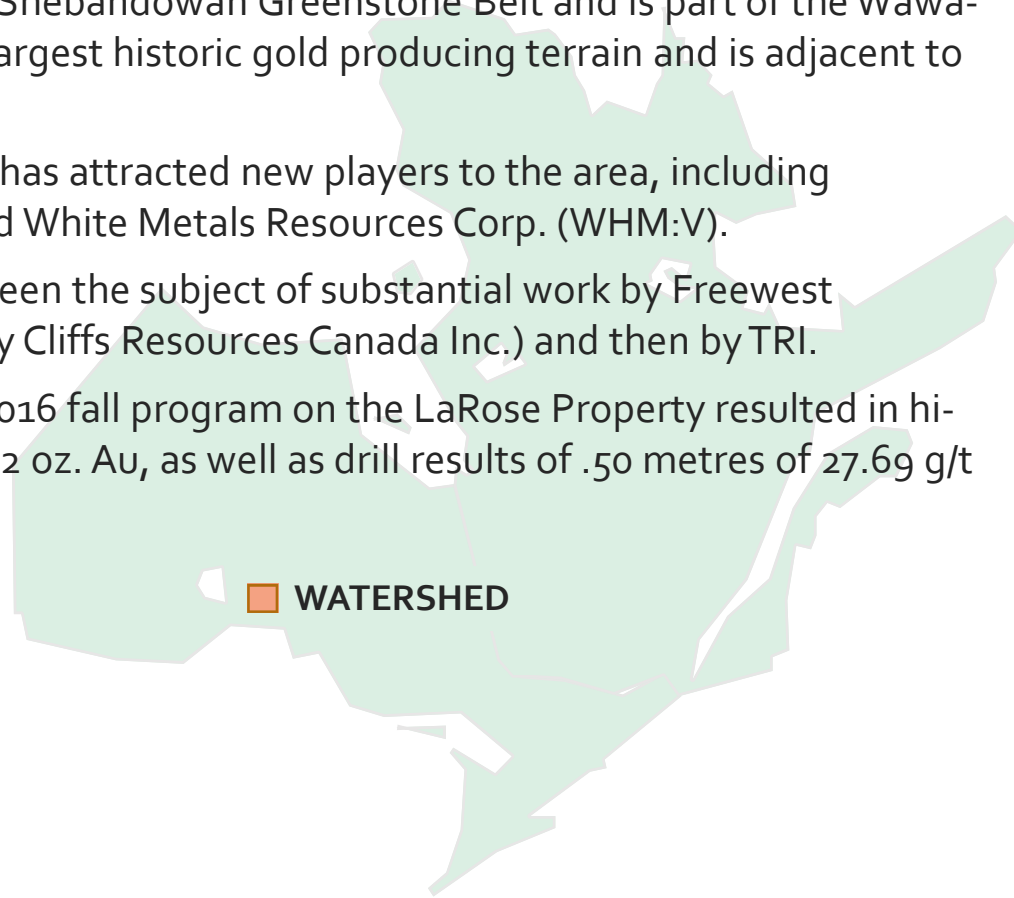 Shebandowan Greenstone Belt and is part of the Wawa-
argest historic gold producing terrain and is adjacent to
has attracted new players to the area, including
d White Metals Resources Corp. (WHM:V).
een the subject of substantial work by Freewest
y Cliffs Resources Canada Inc.) and then by TRI.
016 fall program on the LaRose Property resulted in hi-
2 oz. Au, as well as drill results of .50 metres of 27.69 g/t
WATERSHED